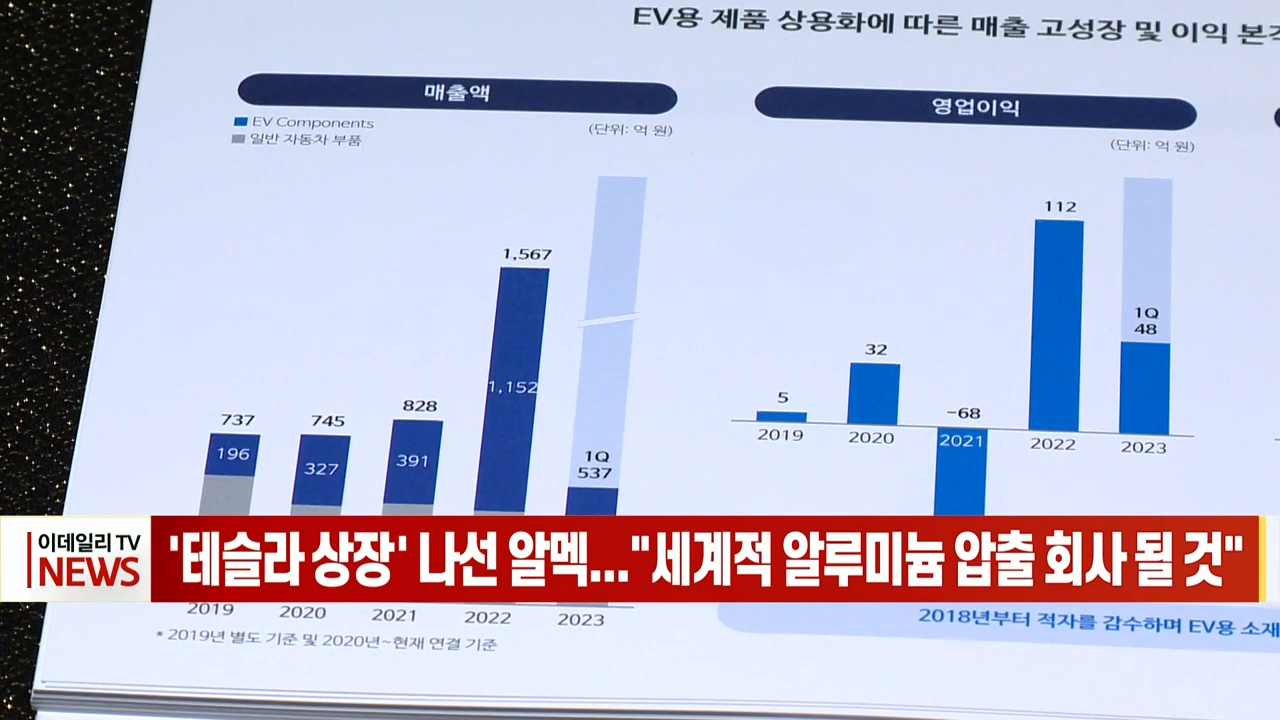 EV용 제품 상용화에 따른 매출 고성장 및 이익
매출액
EV Components
일반 자동차 부품
(단위: 억 원)
1,567
1,152
737
745
828
196
327
391
1Q
537
2019
2020
2021
2022
2023
* 2019년 별도 기준 및 2020년~현재 연결 기준
영업이익
(단위: 억 원)
112
1Q
48
32
5
-68
2019
2020
2021
2022
2023
2018년부터 적자를 감수하며 EV용 소재
이데일리 TV
NEWS
'테슬라 상장' 나선 알멕..."세계적 알루미늄 압출 회사 될 것"